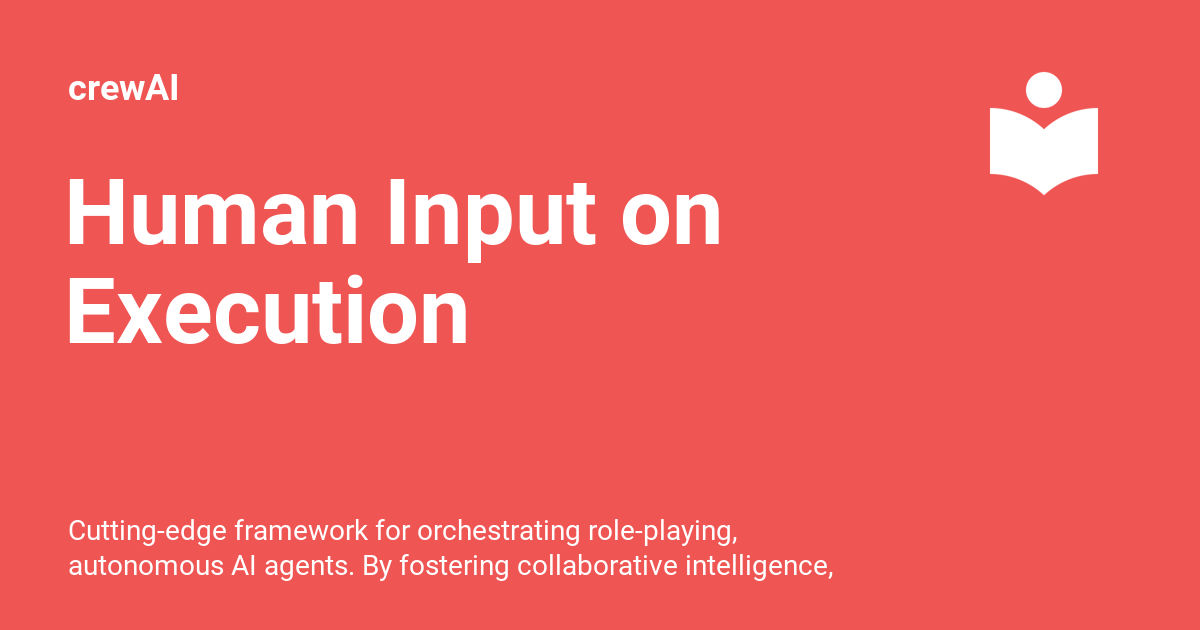 crewAI
Human Input on
Execution
Cutting-edge framework for orchestrating role-playing,
autonomous AI agents. By fostering collaborative intelligence,